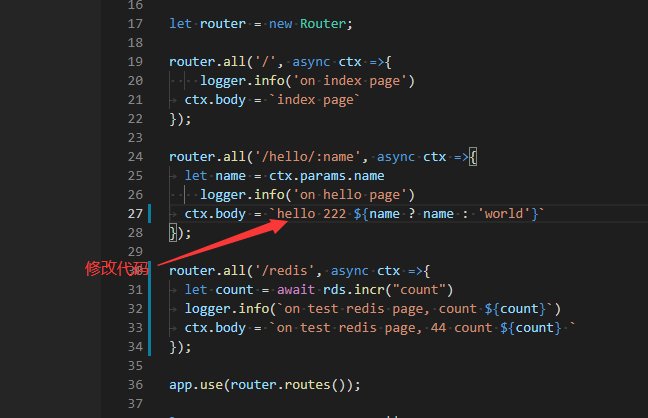 16
17 let router = new Router;
18
19 router.all('/', async ctx =>{
20 logger.info('on index page')
21 ctx.body = `index page`
22 });
23
24 router.all('/hello/:name', async ctx =>{
25 let name = ctx.params.name
26 logger.info('on hello page')
27 ctx.body = `hello 222 ${name ? name : 'world'}`
28 });
29
修改代码
30 router.all('/redis', async ctx =>{
31 let count = await rds.incr("count")
32 logger.info(`on test redis page, count ${count}`)
33 ctx.body = `on test redis page, 44 count ${count} `
34 });
35
36 app.use(router.routes());
37